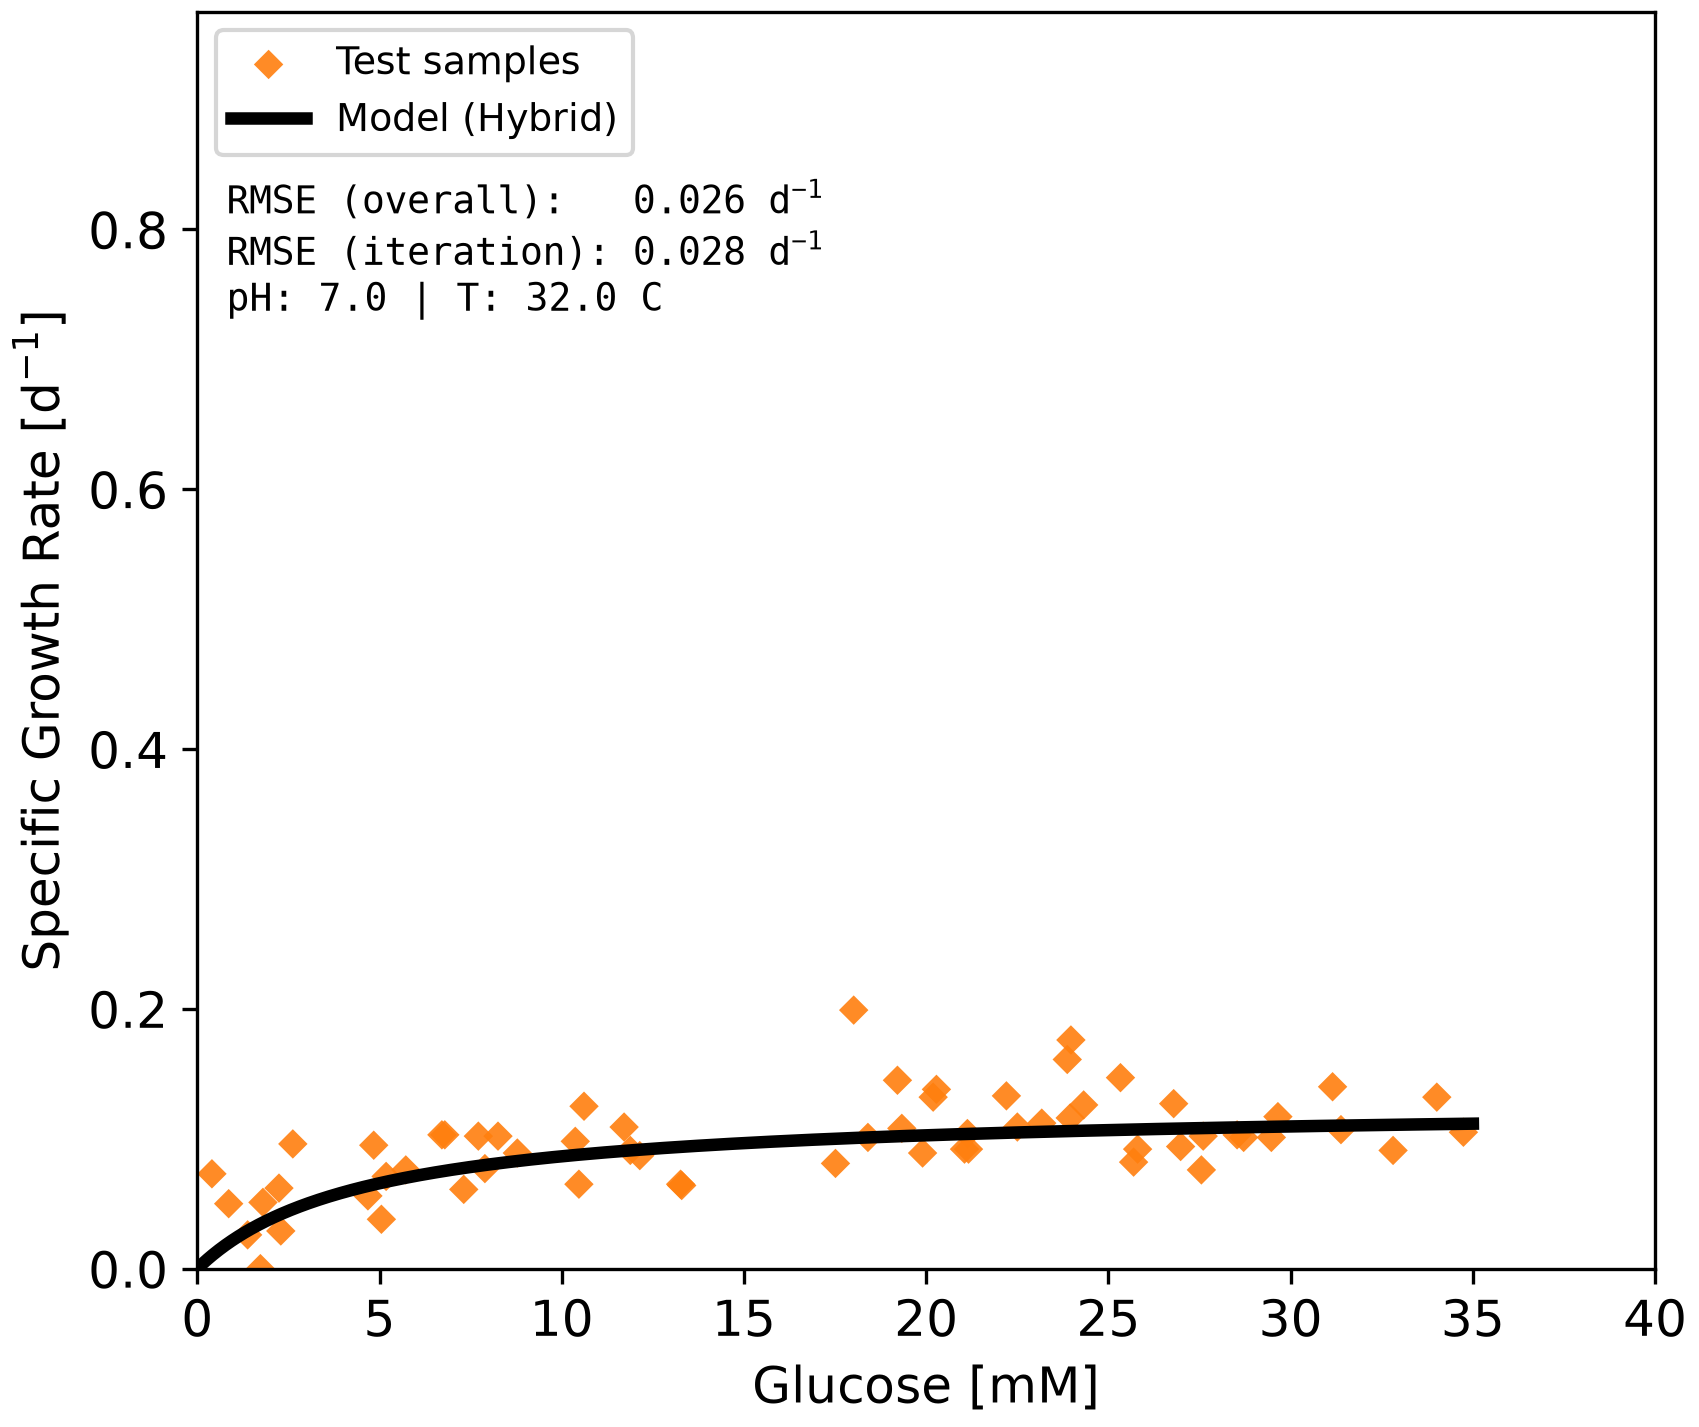 Test samples
Model (Hybrid)
RMSE (overall):   0.026 d⁻¹
RMSE (iteration): 0.028 d⁻¹
pH: 7.0 | T: 32.0 C
Specific Growth Rate [d⁻¹]
0.8
0.6
0.4
0.2
0.0
0 5 10 15 20 25 30 35 40
Glucose [mM]